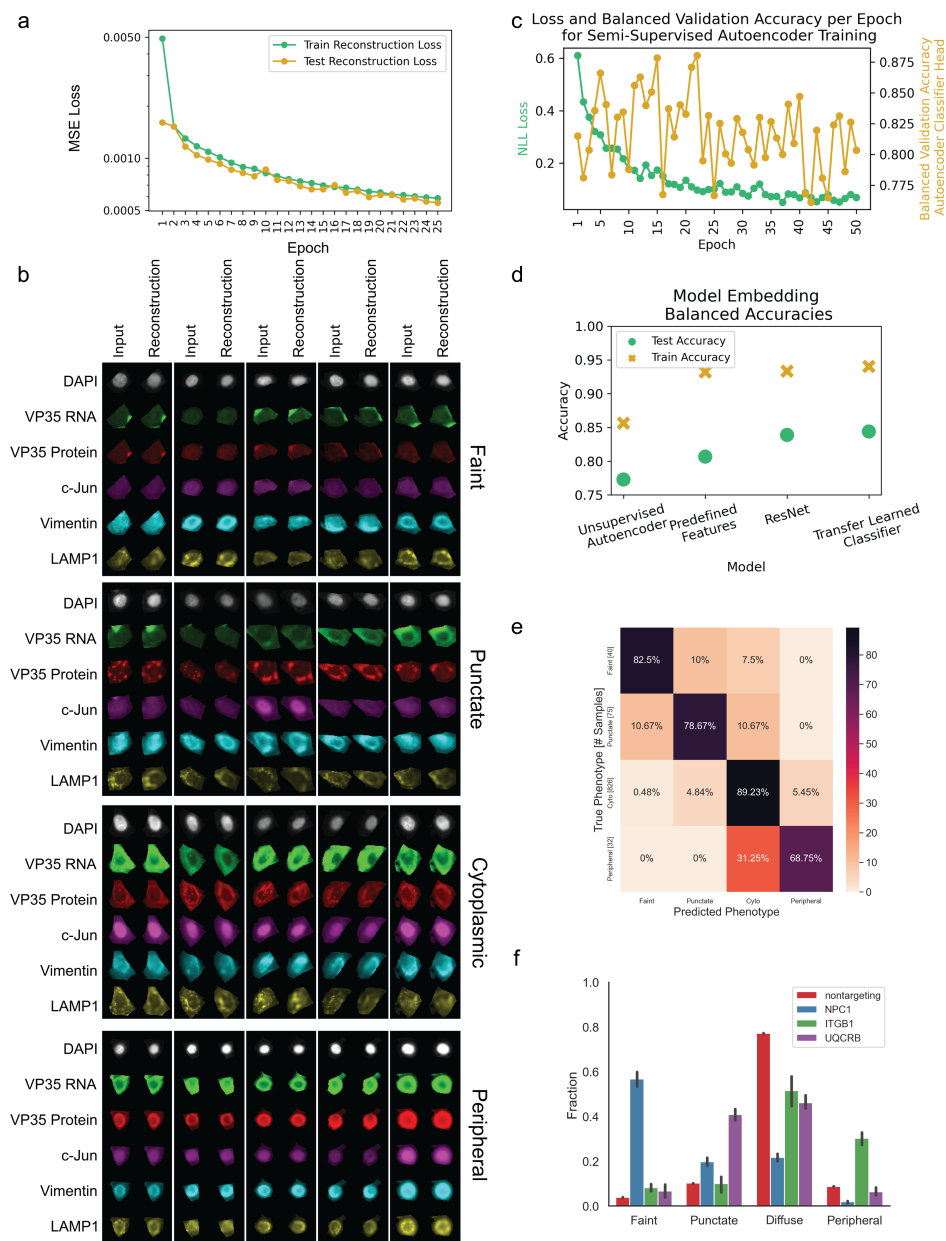 a
0.0050
0.0010
0.0005
MSE Loss
Train Reconstruction Loss
Test Reconstruction Loss
1 2 3 4 5 6 7 8 9 10 11 12 13 14 15 16 17 18 19 20 21 22 23 24 25
Epoch
b
Input Reconstruction Input Reconstruction Input Reconstruction Input Reconstruction Input Reconstruction
DAPI
VP35 RNA
VP35 Protein
c-Jun
Vimentin
LAMP1
Faint
DAPI
VP35 RNA
VP35 Protein
c-Jun
Vimentin
LAMP1
Punctate
DAPI
VP35 RNA
VP35 Protein
c-Jun
Vimentin
LAMP1
Cytoplasmic
DAPI
VP35 RNA
VP35 Protein
c-Jun
Vimentin
LAMP1
Peripheral
c
Loss and Balanced Validation Accuracy per Epoch
for Semi-Supervised Autoencoder Training
NLL Loss
0.6
0.4
0.2
0.875
0.850
0.825
0.800
0.775
Balanced Validation Accuracy
Autoencoder Classifier Head
1 5 10 15 20 25 30 35 40 45 50
Epoch
d
Model Embedding
Balanced Accuracies
Accuracy
1.00
0.95
0.90
0.85
0.80
0.75
Test Accuracy
Train Accuracy
Unsupervised
Autoencoder
Predefined
Features
ResNet
Transfer Learned
Classifier
Model
e
True Phenotype [# Samples]
Faint [40]
82.5% 10% 7.5% 0%
Punctate [75]
10.67% 78.67% 10.67% 0%
Cyto [826]
0.48% 4.84% 89.23% 5.45%
Peripheral [32]
0% 0% 31.25% 68.75%
Faint Punctate Cyto Peripheral
Predicted Phenotype
80
70
60
50
40
30
20
10
0
f
Fraction
1.0
0.8
0.6
0.4
0.2
0.0
nontargeting
NPC1
ITGB1
UQCRB
Faint Punctate Diffuse Peripheral